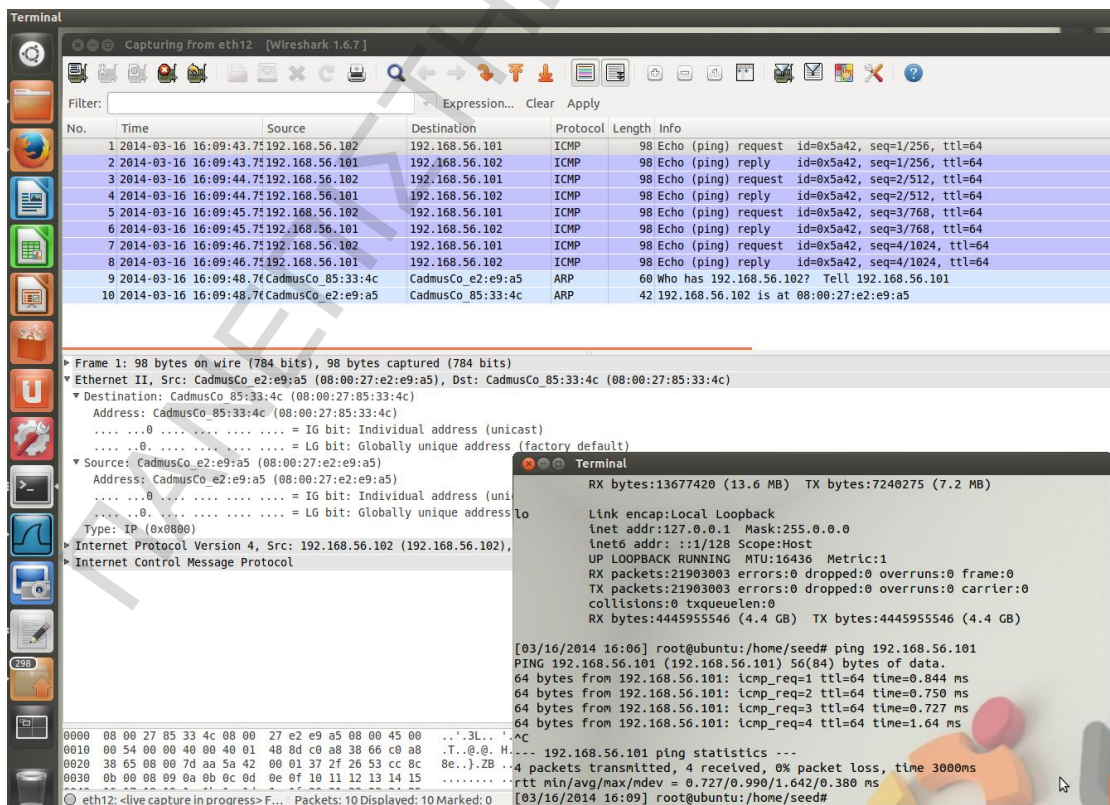 Terminal
Capturing from eth12 [Wireshark 1.6.7 ]
Filter: Expression... Clear Apply
No. Time Source Destination Protocol Length Info
1 2014-03-16 16:09:43.75 192.168.56.102 192.168.56.101 ICMP 98 Echo (ping) request id=0x5a42, seq=1/256, ttl=64
2 2014-03-16 16:09:43.75 192.168.56.101 192.168.56.102 ICMP 98 Echo (ping) reply id=0x5a42, seq=1/256, ttl=64
3 2014-03-16 16:09:44.75 192.168.56.102 192.168.56.101 ICMP 98 Echo (ping) request id=0x5a42, seq=2/512, ttl=64
4 2014-03-16 16:09:44.75 192.168.56.101 192.168.56.102 ICMP 98 Echo (ping) reply id=0x5a42, seq=2/512, ttl=64
5 2014-03-16 16:09:45.75 192.168.56.102 192.168.56.101 ICMP 98 Echo (ping) request id=0x5a42, seq=3/768, ttl=64
6 2014-03-16 16:09:45.75 192.168.56.101 192.168.56.102 ICMP 98 Echo (ping) reply id=0x5a42, seq=3/768, ttl=64
7 2014-03-16 16:09:46.75 192.168.56.102 192.168.56.101 ICMP 98 Echo (ping) request id=0x5a42, seq=4/1024, ttl=64
8 2014-03-16 16:09:46.75 192.168.56.101 192.168.56.102 ICMP 98 Echo (ping) reply id=0x5a42, seq=4/1024, ttl=64
9 2014-03-16 16:09:48.76 CadmusCo_85:33:4c CadmusCo_e2:e9:a5 ARP 60 Who has 192.168.56.102? Tell 192.168.56.101
10 2014-03-16 16:09:48.76 CadmusCo_e2:e9:a5 CadmusCo_85:33:4c ARP 42 192.168.56.102 is at 08:00:27:e2:e9:a5
Frame 1: 98 bytes on wire (784 bits), 98 bytes captured (784 bits)
Ethernet II, Src: CadmusCo_e2:e9:a5 (08:00:27:e2:e9:a5), Dst: CadmusCo_85:33:4c (08:00:27:85:33:4c)
Destination: CadmusCo_85:33:4c (08:00:27:85:33:4c)
Address: CadmusCo_85:33:4c (08:00:27:85:33:4c)
.... ...0 .... .... .... .... = IG bit: Individual address (unicast)
.... ..0. .... .... .... .... = LG bit: Globally unique address (factory default)
Source: CadmusCo_e2:e9:a5 (08:00:27:e2:e9:a5)
Address: CadmusCo_e2:e9:a5 (08:00:27:e2:e9:a5)
.... ...0 .... .... .... .... = IG bit: Individual address (uni
.... ..0. .... .... .... .... = LG bit: Globally unique address
Type: IP (0x0800)
Internet Protocol Version 4, Src: 192.168.56.102 (192.168.56.102),
Internet Control Message Protocol
298
0000 08 00 27 85 33 4c 08 00 27 e2 e9 a5 08 00 45 00 ..'.3L.. '.
0010 00 54 00 00 40 00 40 01 48 8d c0 a8 38 66 c0 a8 .T..@.@. H.
0020 38 65 08 00 7d aa 5a 42 00 01 37 2f 26 53 cc 8c 8e..}.ZB ..
0030 0b 00 08 09 0a 0b 0c 0d 0e 0f 10 11 12 13 14 15 ........ ..
eth12: <live capture in progress> F... Packets: 10 Displayed: 10 Marked: 0
Terminal
RX bytes:13677420 (13.6 MB) TX bytes:7240275 (7.2 MB)
lo Link encap:Local Loopback
inet addr:127.0.0.1 Mask:255.0.0.0
inet6 addr: ::1/128 Scope:Host
UP LOOPBACK RUNNING MTU:16436 Metric:1
RX packets:21903003 errors:0 dropped:0 overruns:0 frame:0
TX packets:21903003 errors:0 dropped:0 overruns:0 carrier:0
collisions:0 txqueuelen:0
RX bytes:4445955546 (4.4 GB) TX bytes:4445955546 (4.4 GB)
[03/16/2014 16:06] root@ubuntu:/home/seed# ping 192.168.56.101
PING 192.168.56.101 (192.168.56.101) 56(84) bytes of data.
64 bytes from 192.168.56.101: icmp_req=1 ttl=64 time=0.844 ms
64 bytes from 192.168.56.101: icmp_req=2 ttl=64 time=0.750 ms
64 bytes from 192.168.56.101: icmp_req=3 ttl=64 time=0.727 ms
64 bytes from 192.168.56.101: icmp_req=4 ttl=64 time=1.64 ms
^C
--- 192.168.56.101 ping statistics ---
4 packets transmitted, 4 received, 0% packet loss, time 3000ms
rtt min/avg/max/mdev = 0.727/0.990/1.642/0.380 ms
[03/16/2014 16:09] root@ubuntu:/home/seed#
ΠΑΝΕΠΙΣΤΗ